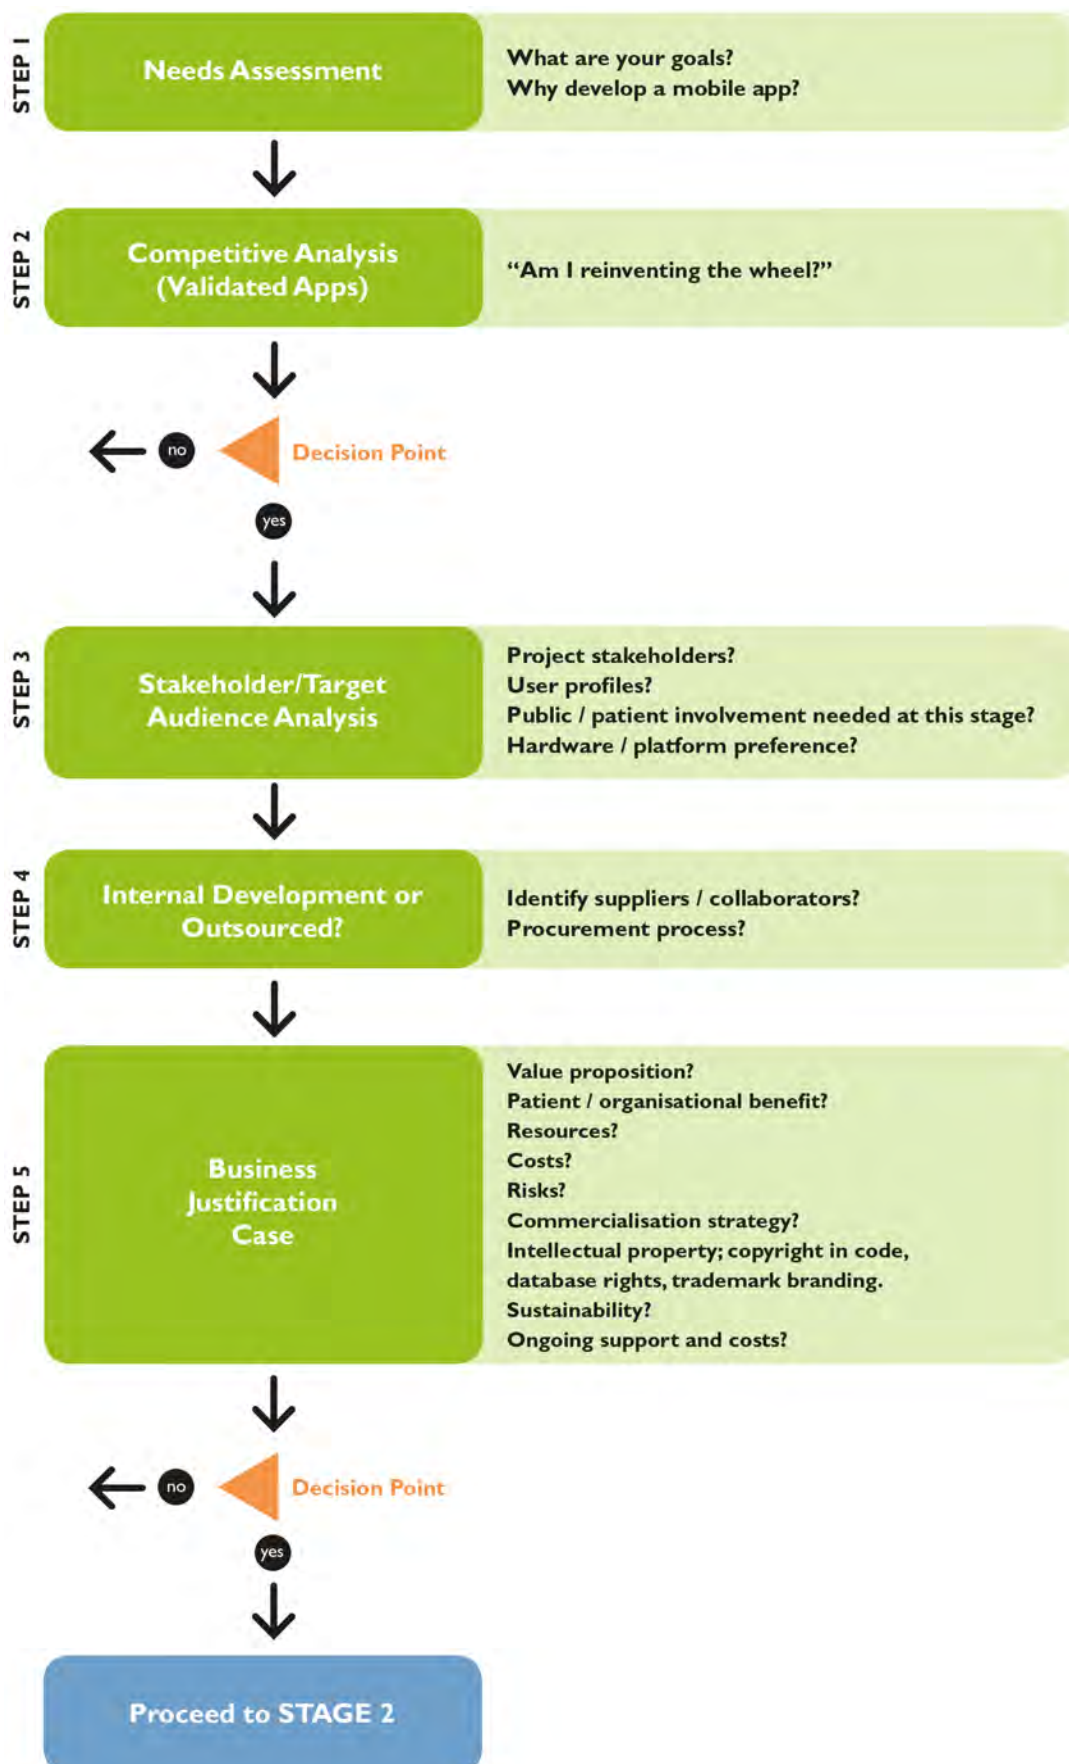 STEP 1
Needs Assessment
What are your goals?
Why develop a mobile app?
STEP 2
Competitive Analysis
(Validated Apps)
“Am I reinventing the wheel?”
no
Decision Point
yes
STEP 3
Stakeholder/Target
Audience Analysis
Project stakeholders?
User profiles?
Public / patient involvement needed at this stage?
Hardware / platform preference?
STEP 4
Internal Development or
Outsourced?
Identify suppliers / collaborators?
Procurement process?
STEP 5
Business
Justification
Case
Value proposition?
Patient / organisational benefit?
Resources?
Costs?
Risks?
Commercialisation strategy?
Intellectual property; copyright in code,
database rights, trademark branding.
Sustainability?
Ongoing support and costs?
no
Decision Point
yes
Proceed to STAGE 2